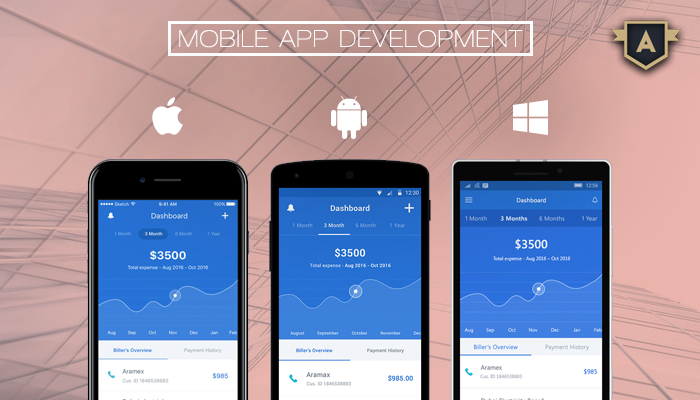 MOBILE APP DEVELOPMENT
A
Sketch
9:41 AM
100%
Dashboard
+
1 Month 3 Month 6 Month 1 Year
$3500
Total expense - Aug 2016 - Oct 2016
Aug Sep Oct Nov Dec Jan Feb
Biller's Overview Payment History
Aramex
Cus. ID 1846538883
$985
12:30
Dashboard
+
1 Month 3 Month 6 Month 1 Year
$3500
Total expense - Aug 2016 - Oct 2016
August September October November Dec
Biller's Overview Payment History
Aramax
Cus. ID 1846538883
$985.00
12:56
Dashboard
1 Month 3 Months 6 Months 1 Year
$3500
Total expense - Aug 2016 - Oct 2016
Aug Sep Oct Nov Dec Jan Feb
Biller's Overview Payment History
Aramex
Cus. ID 1846538883
$985